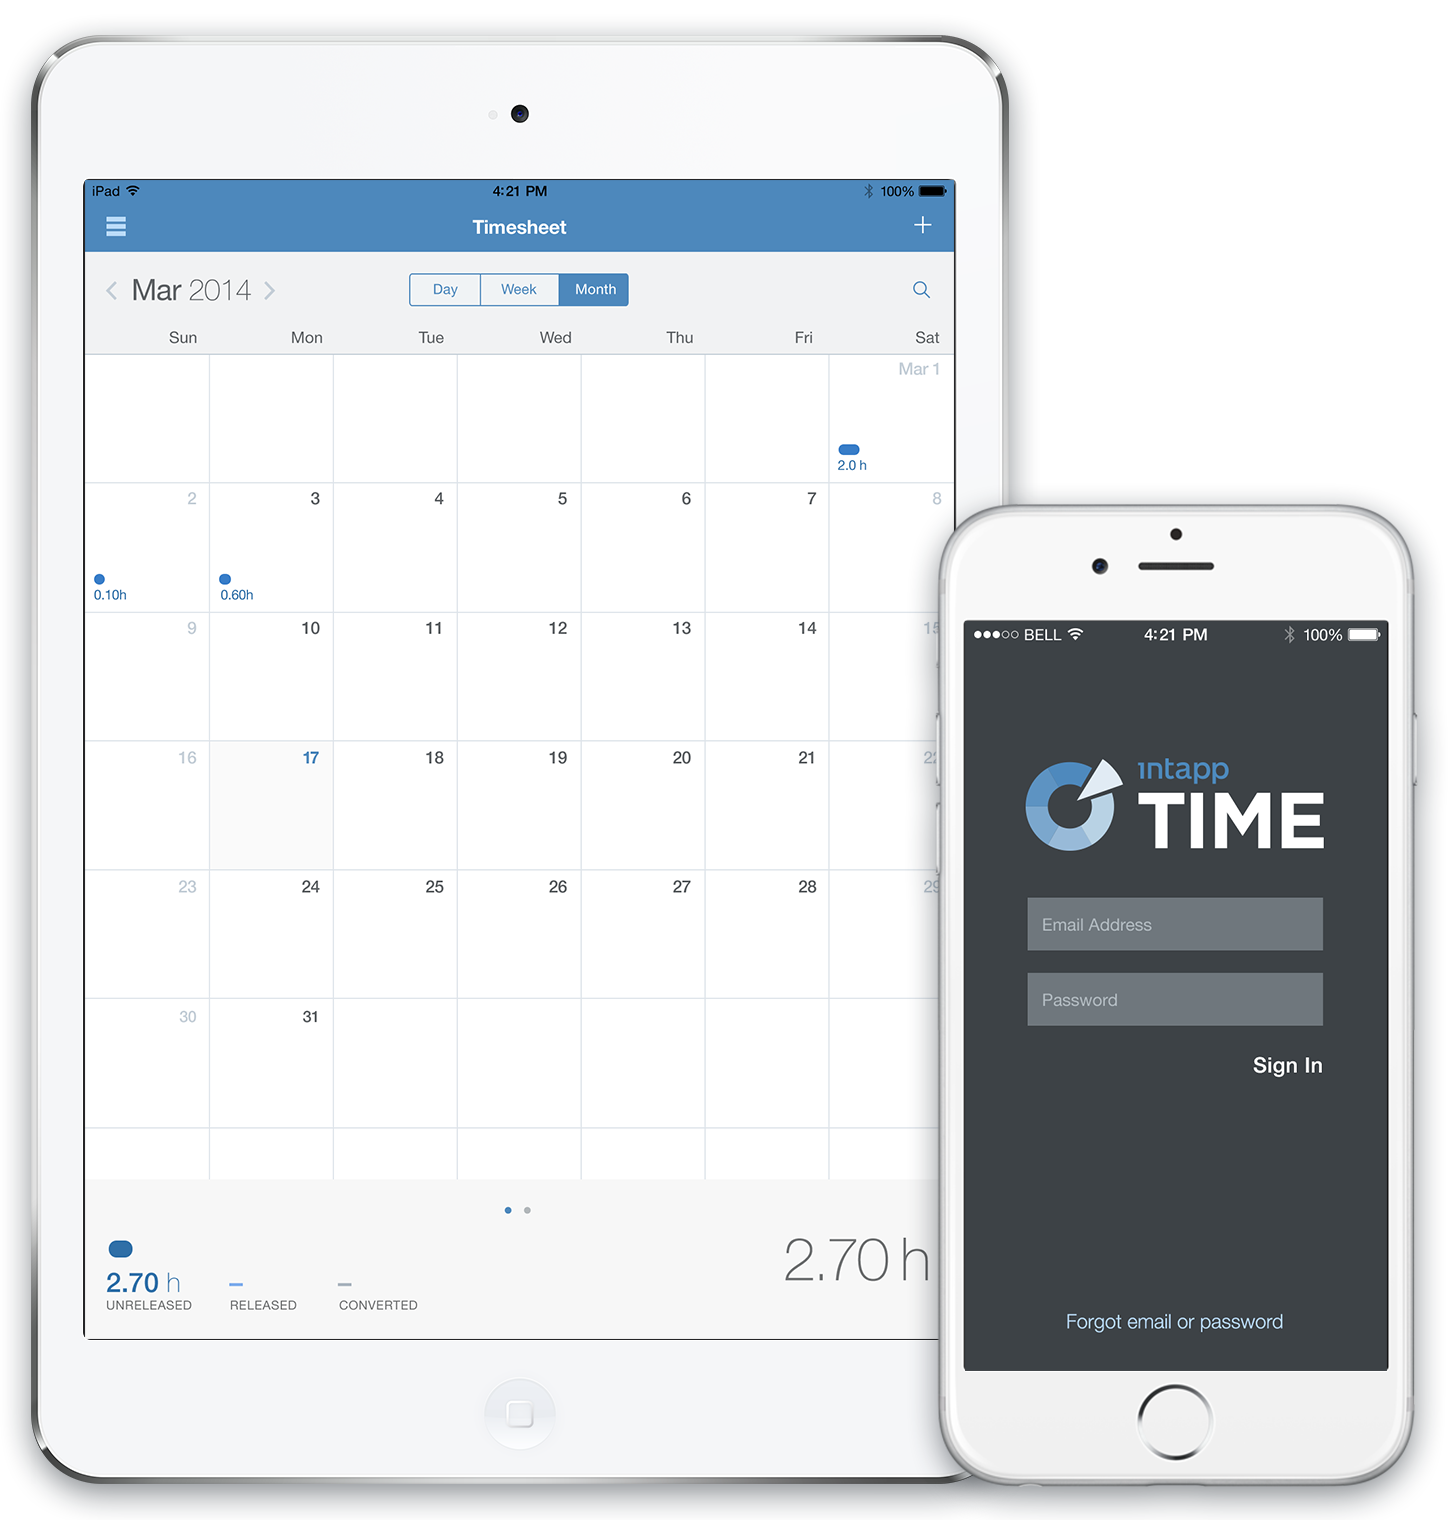 iPad 4:21 PM 100%
Timesheet +
Mar 2014 Day Week Month
Sun Mon Tue Wed Thu Fri Sat
Mar 1
2.0 h
2 3 4 5 6 7 8
0.10h 0.60h
9 10 11 12 13 14 15
16 17 18 19 20 21 22
23 24 25 26 27 28 29
30 31
2.70 h
UNRELEASED RELEASED CONVERTED
2.70 h
BELL 4:21 PM 100%
intapp
TIME
Email Address
Password
Sign In
Forgot email or password